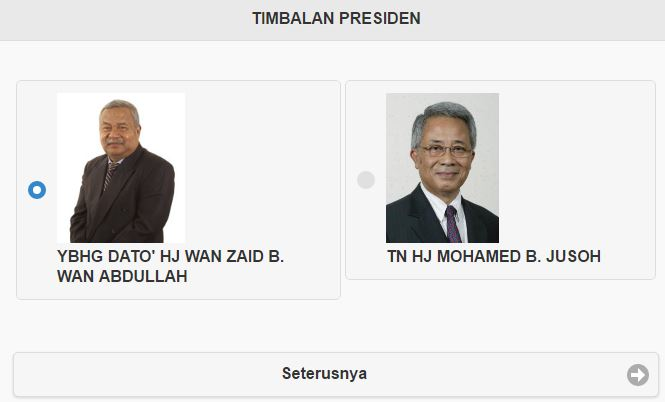 TIMBALAN PRESIDEN
YBHG DATO' HJ WAN ZAID B.
WAN ABDULLAH
TN HJ MOHAMED B. JUSOH
Seterusnya